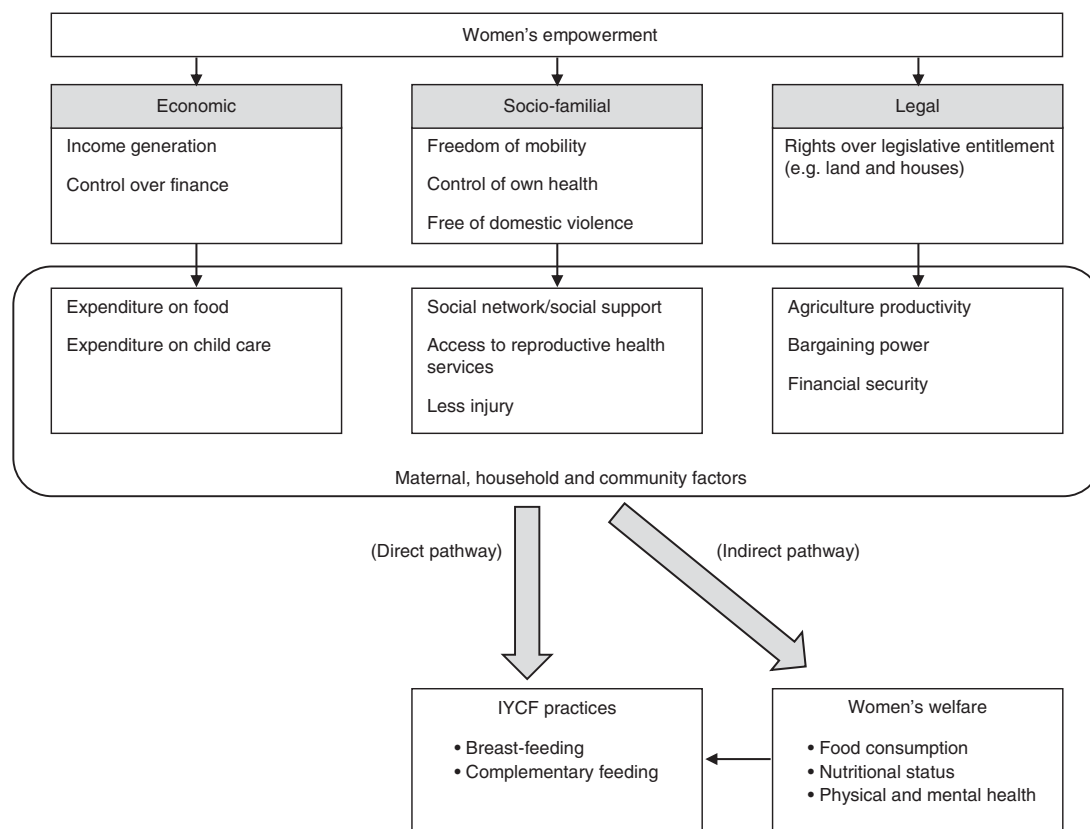 Women's empowerment
Economic
Income generation
Control over finance
Socio-familial
Freedom of mobility
Control of own health
Free of domestic violence
Legal
Rights over legislative entitlement
(e.g. land and houses)
Expenditure on food
Expenditure on child care
Social network/social support
Access to reproductive health
services
Less injury
Agriculture productivity
Bargaining power
Financial security
Maternal, household and community factors
(Direct pathway)
(Indirect pathway)
IYCF practices
• Breast-feeding
• Complementary feeding
Women's welfare
• Food consumption
• Nutritional status
• Physical and mental health